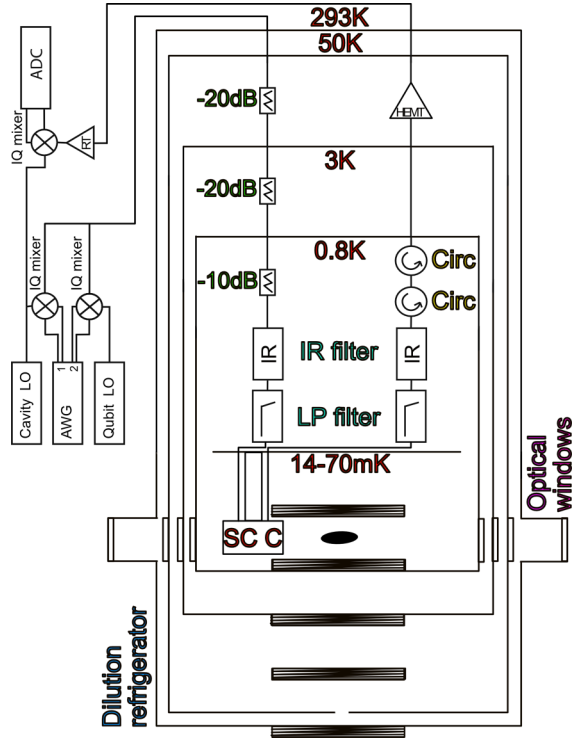 293K
50K
ADC
IQ mixer
RT
HEMT
-20dB
3K
-20dB
IQ mixer
IQ mixer
0.8K
Circ
-10dB
Circ
IR
IR filter
IR
1
2
Cavity LO
AWG
Qubit LO
LP filter
14-70mK
Optical
windows
SC C
Dilution
refrigerator